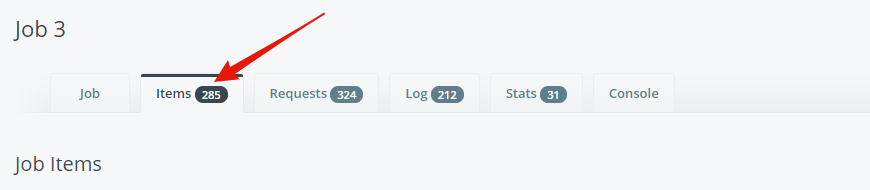 Job 3
Job Items 285 Requests 324 Log 212 Stats 31 Console
Job Items